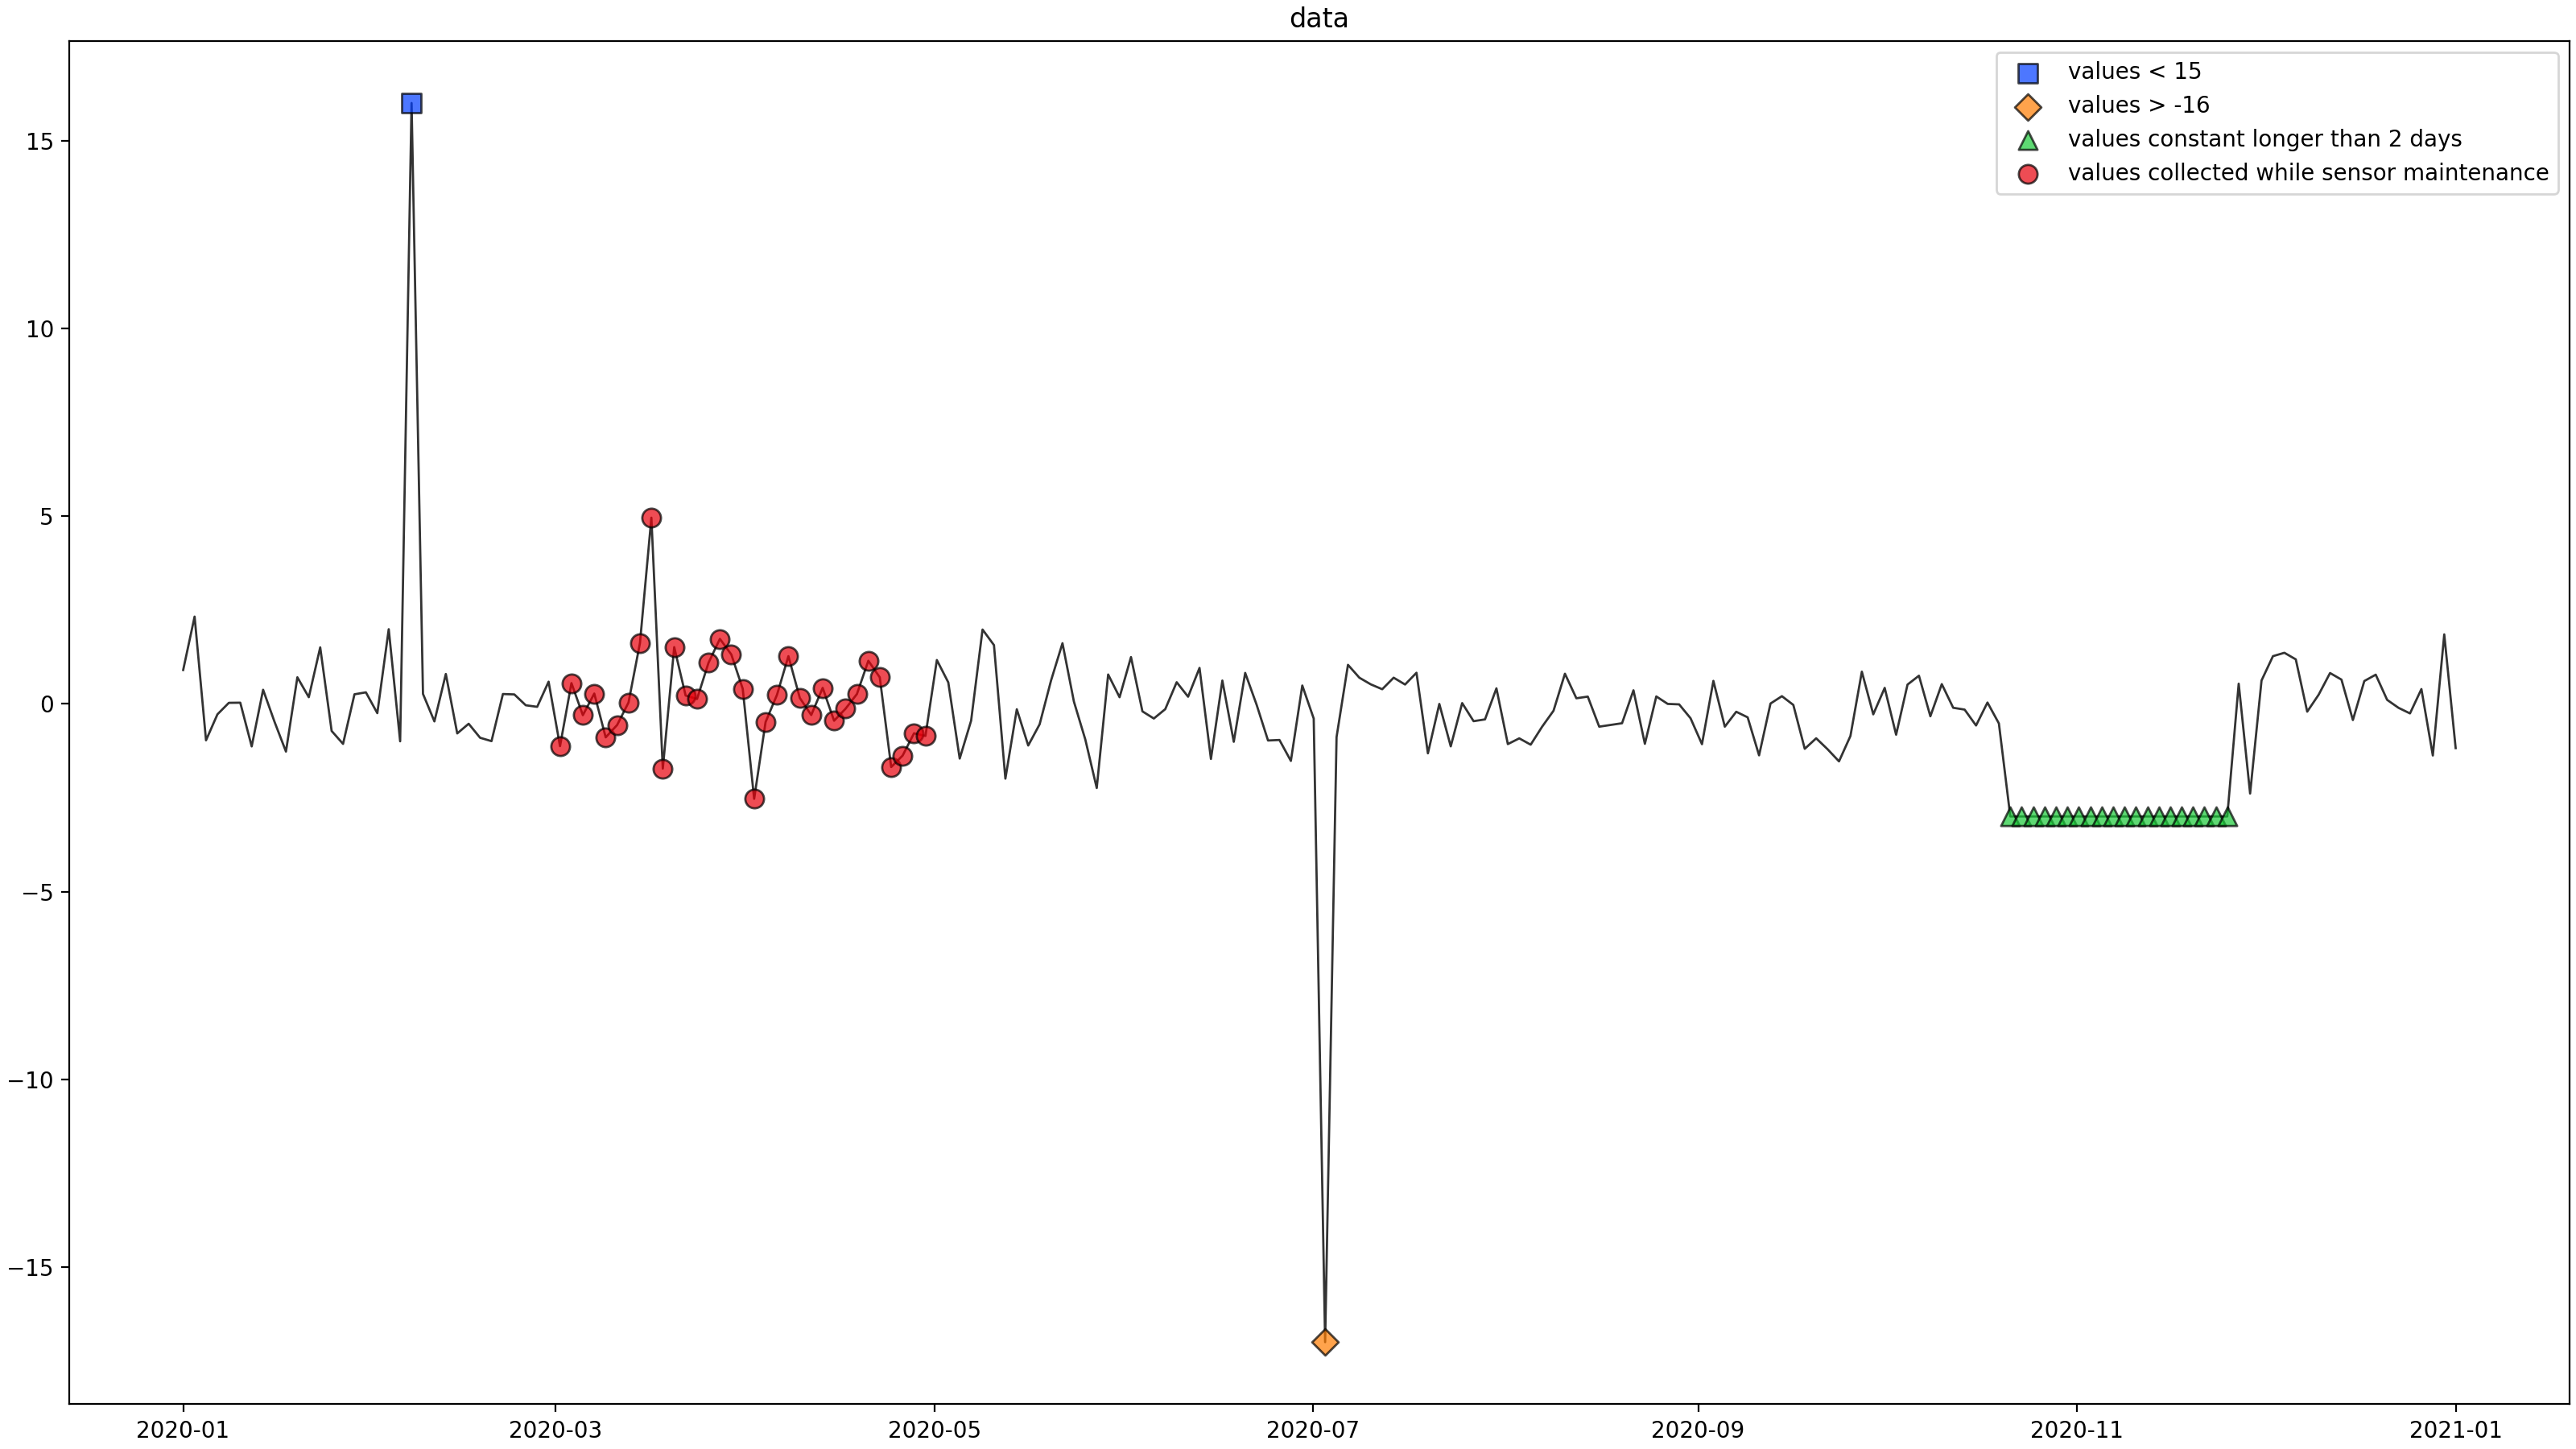 data
values < 15
values > -16
values constant longer than 2 days
values collected while sensor maintenance
15
10
5
0
−5
−10
−15
2020-01 2020-03 2020-05 2020-07 2020-09 2020-11 2021-01